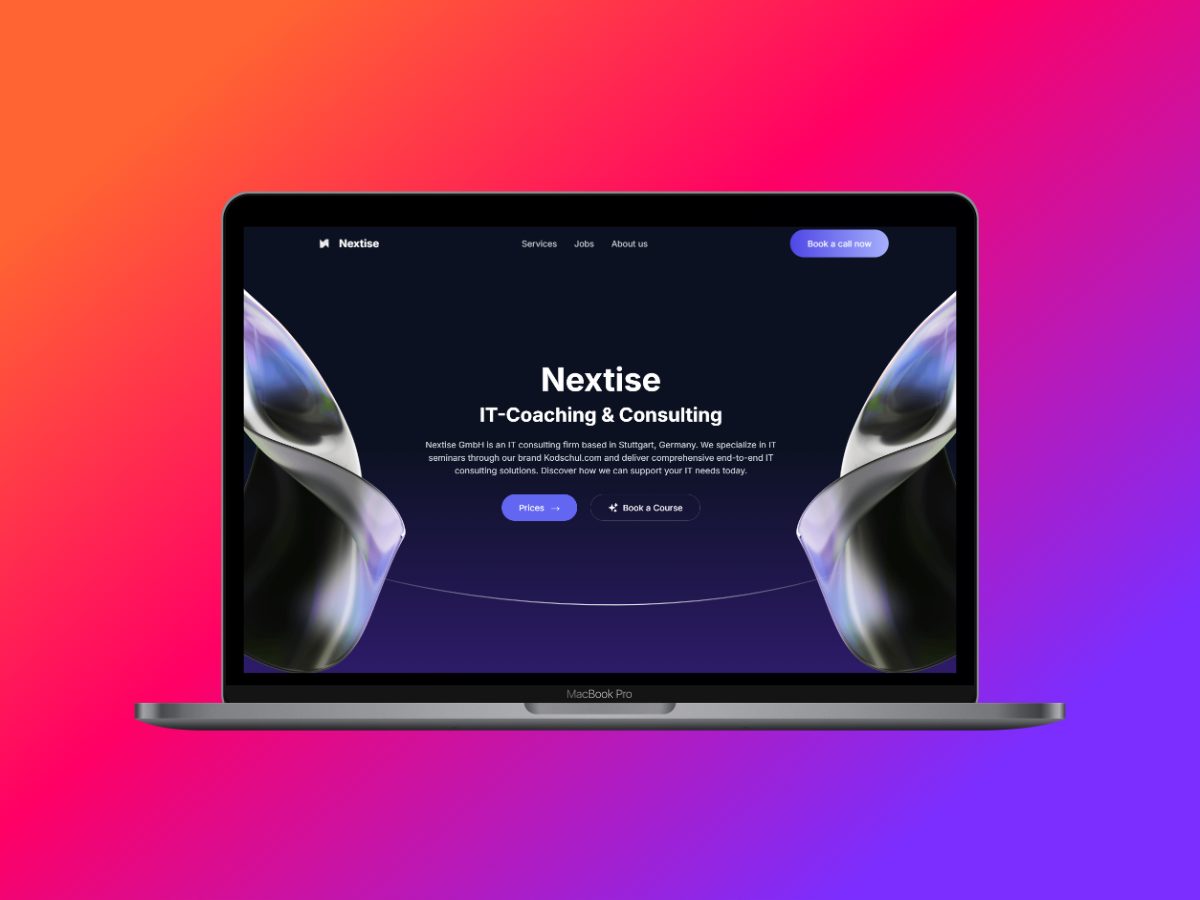 Nextise
Services Jobs About us
Book a call now
Nextise
IT-Coaching & Consulting
Nextise GmbH is an IT consulting firm based in Stuttgart, Germany. We specialize in IT
seminars through our brand Kodschul.com and deliver comprehensive end-to-end IT
consulting solutions. Discover how we can support your IT needs today.
Prices →
Book a Course
MacBook Pro